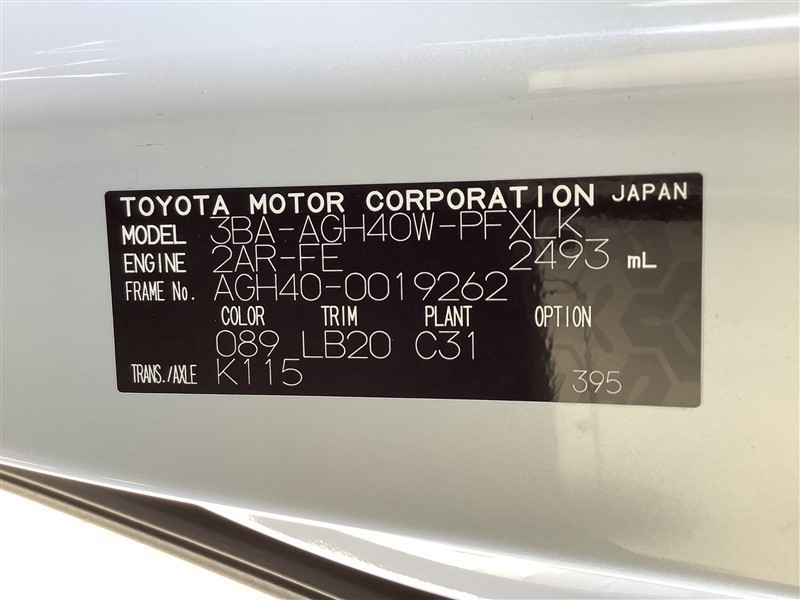 TOYOTA MOTOR CORPORATION JAPAN
MODEL 3BA-AGH40W-PFXLK
ENGINE 2AR-FE 2493 mL
FRAME No. AGH40-0019262
COLOR TRIM PLANT OPTION
089 LB20 C31
TRANS./AXLE K115 395